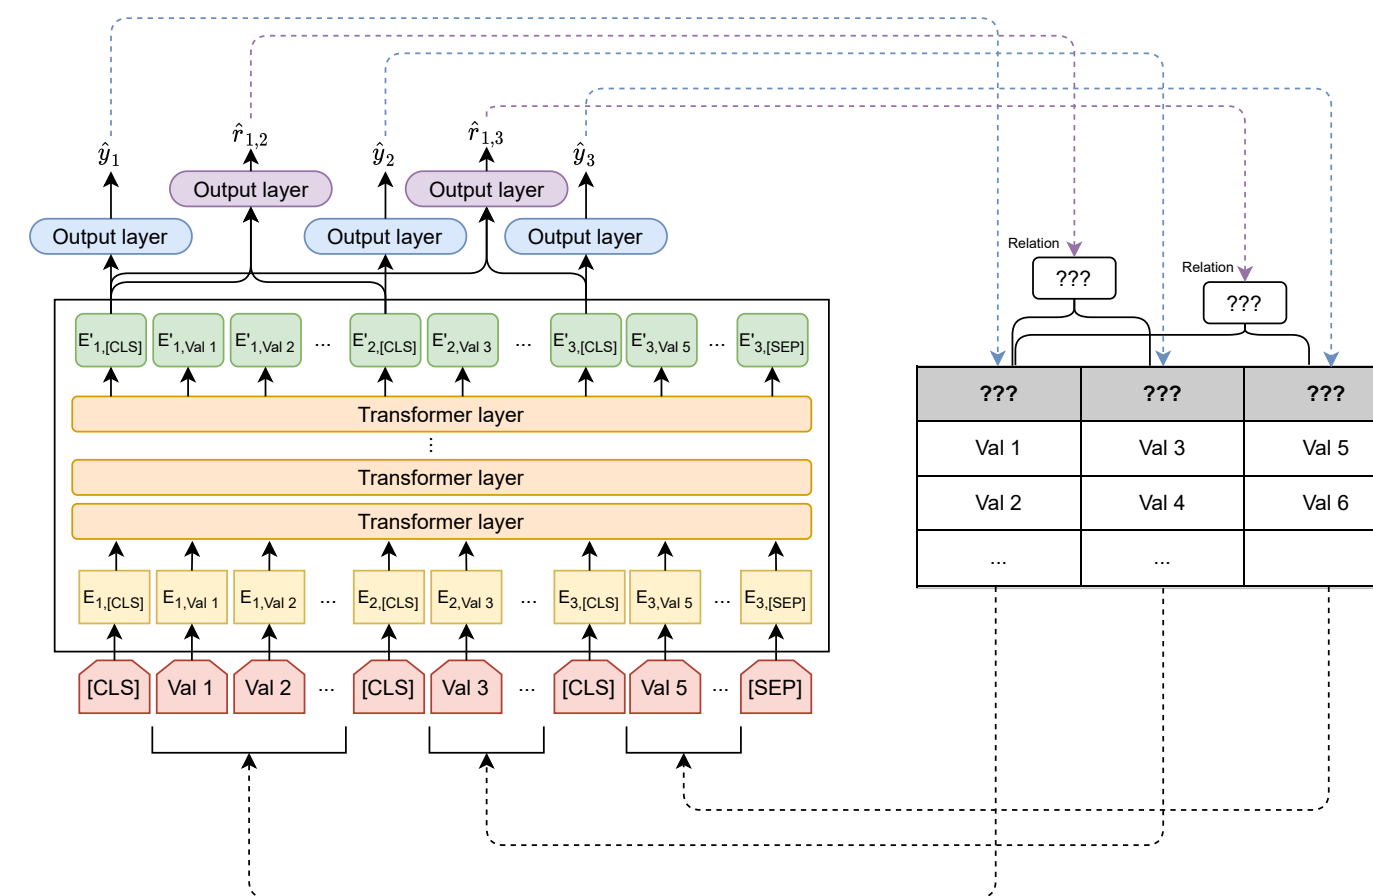 ŷ1 r̂1,2 ŷ2 r̂1,3 ŷ3
Output layer Output layer
Output layer Output layer Output layer
E'1,[CLS] E'1,Val 1 E'1,Val 2 ... E'2,[CLS] E'2,Val 3 ... E'3,[CLS] E'3,Val 5 ... E'3,[SEP]
Transformer layer
⋮
Transformer layer
Transformer layer
E1,[CLS] E1,Val 1 E1,Val 2 ... E2,[CLS] E2,Val 3 ... E3,[CLS] E3,Val 5 ... E3,[SEP]
[CLS] Val 1 Val 2 ... [CLS] Val 3 ... [CLS] Val 5 ... [SEP]
Relation
???
Relation
???
??? ??? ???
Val 1 Val 3 Val 5
Val 2 Val 4 Val 6
... ...